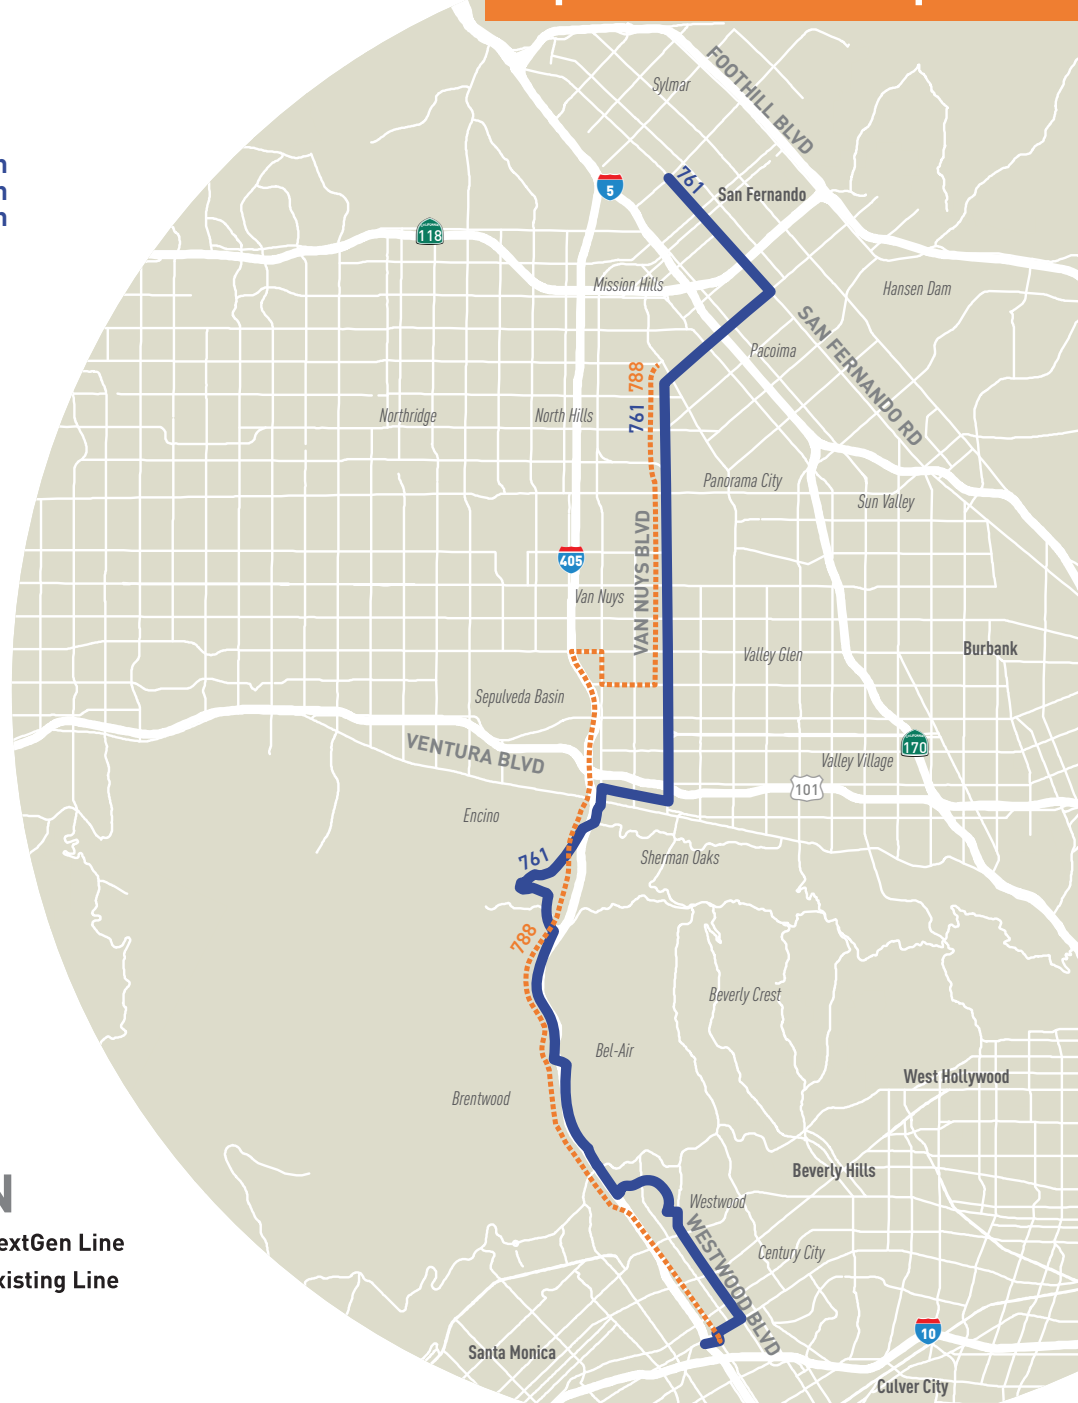 Sylmar
FOOTHILL BLVD
5
761
San Fernando
118
Mission Hills
Hansen Dam
SAN FERNANDO RD
Pacoima
788
761
Northridge
North Hills
Panorama City
Sun Valley
VAN NUYS BLVD
405
Van Nuys
Valley Glen
Burbank
Sepulveda Basin
VENTURA BLVD
170
Valley Village
101
Encino
Sherman Oaks
761
788
Beverly Crest
Bel-Air
West Hollywood
Brentwood
Beverly Hills
Westwood
WESTWOOD BLVD
Century City
Line
Line
10
Santa Monica
Culver City